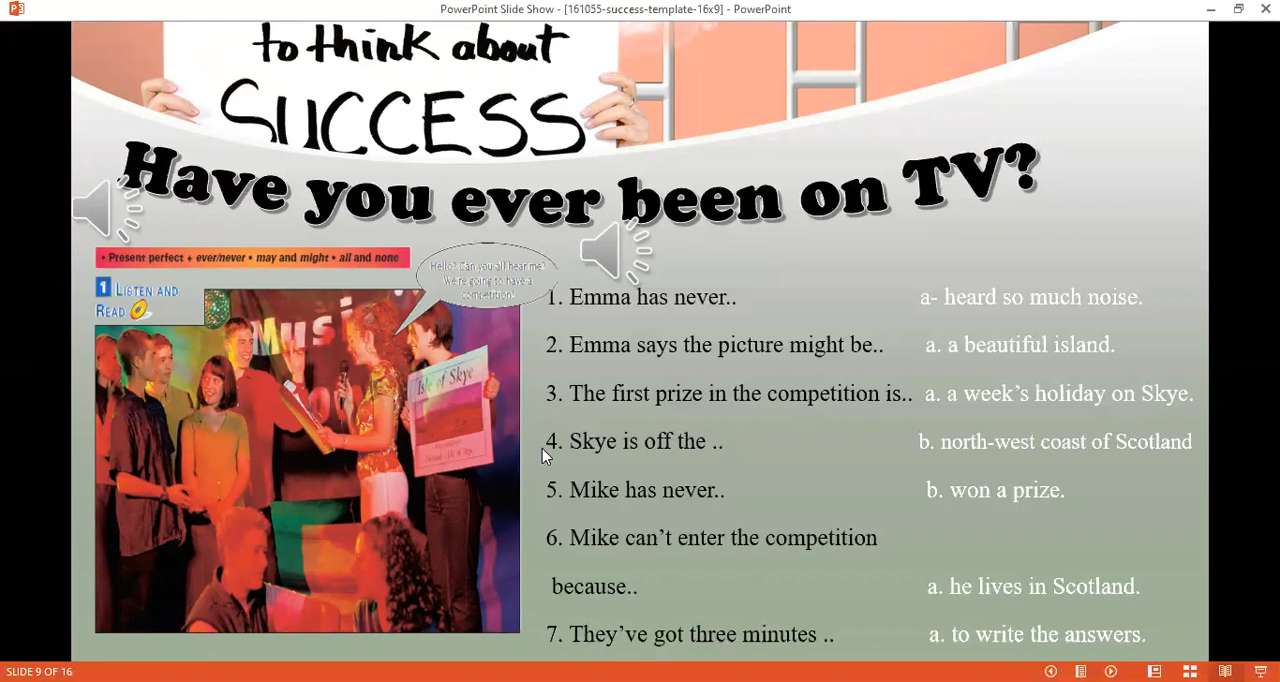 PowerPoint Slide Show - [161055-success-template-16x9] - PowerPoint
to think about
SUCCESS
Have you ever been on TV?
• Present perfect + ever/never • may and might • all and none
1 LISTEN AND
READ
Hello? Can you all hear me?
We're going to have a
competition!
Isle of Skye
1. Emma has never.. a- heard so much noise.
2. Emma says the picture might be.. a. a beautiful island.
3. The first prize in the competition is.. a. a week's holiday on Skye.
4. Skye is off the .. b. north-west coast of Scotland
5. Mike has never.. b. won a prize.
6. Mike can't enter the competition
because.. a. he lives in Scotland.
7. They've got three minutes .. a. to write the answers.
SLIDE 9 OF 16